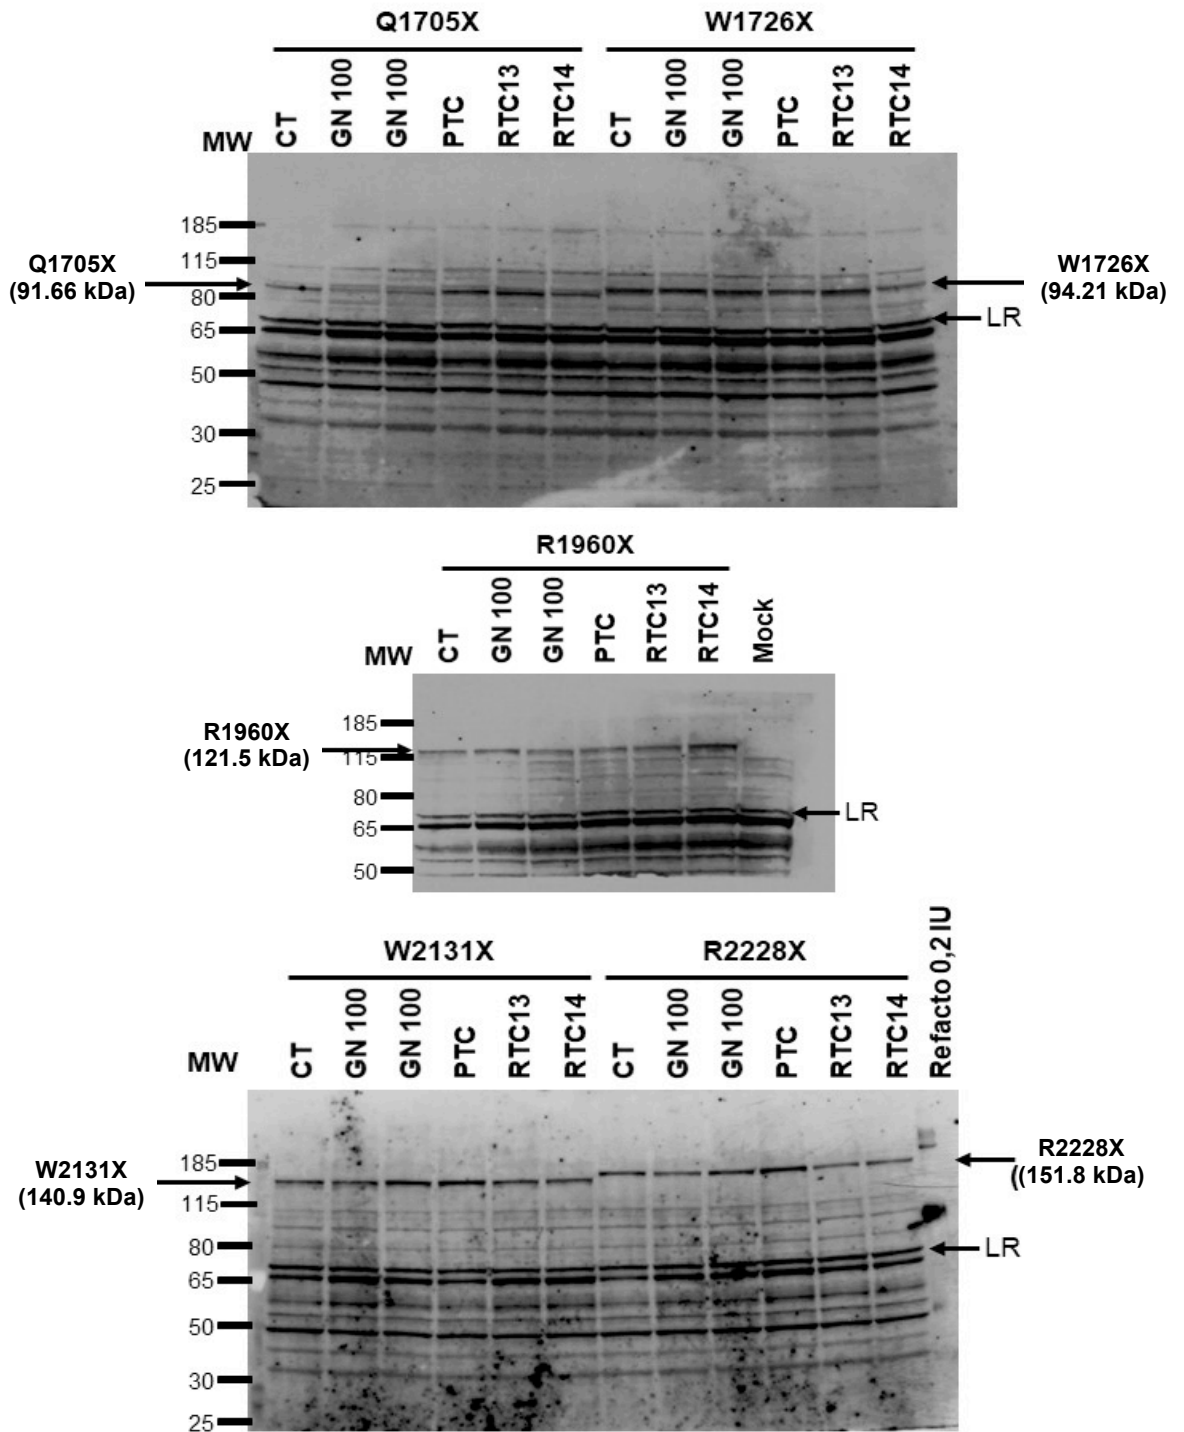 Q1705X W1726X
MW CT GN 100 GN 100 PTC RTC13 RTC14 CT GN 100 GN 100 PTC RTC13 RTC14
185
115
Q1705X
(91.66 kDa)
W1726X
(94.21 kDa)
80
LR
65
50
30
25
R1960X
MW CT GN 100 GN 100 PTC RTC13 RTC14 Mock
185
R1960X
(121.5 kDa)
115
80
LR
65
50
W2131X R2228X
MW CT GN 100 GN 100 PTC RTC13 RTC14 CT GN 100 GN 100 PTC RTC13 RTC14 Refacto 0,2 IU
185
W2131X
(140.9 kDa)
R2228X
((151.8 kDa)
115
80
LR
65
50
30
25